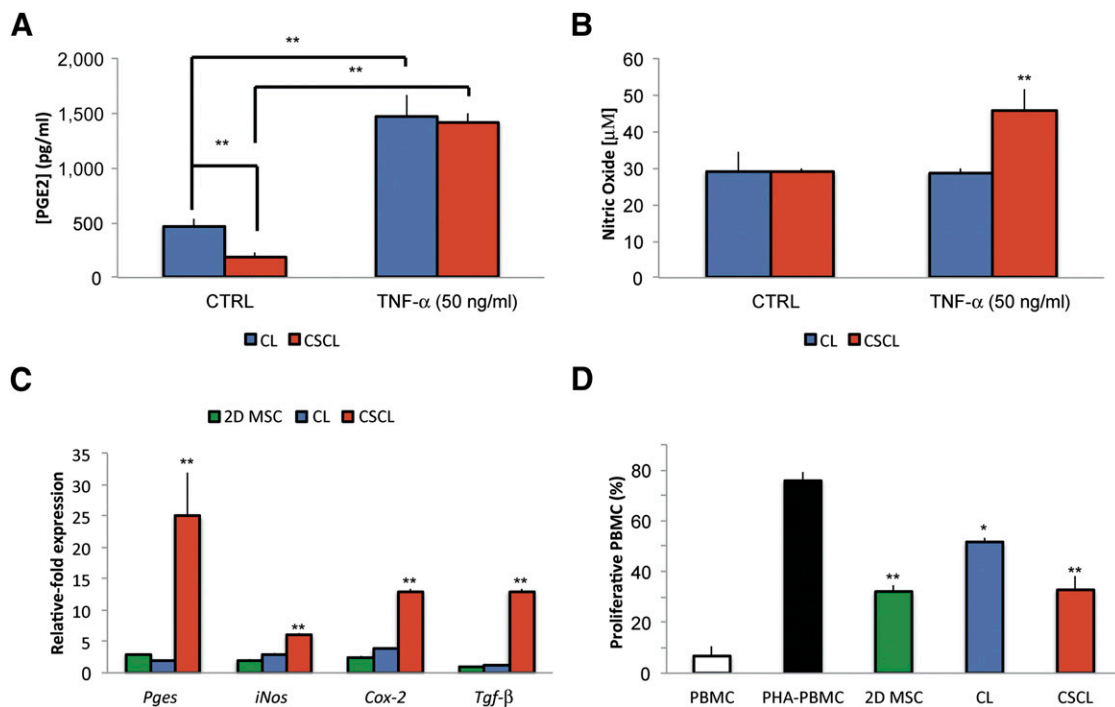 A
**
**
**
2,000
1,500
1,000
500
0
[PGE2] (pg/ml)
CTRL
TNF-α (50 ng/ml)
CL
CSCL
B
**
60
50
40
30
20
10
0
Nitric Oxide [µM]
CTRL
TNF-α (50 ng/ml)
CL
CSCL
C
2D MSC
CL
CSCL
**
**
**
**
35
30
25
20
15
10
5
0
Relative-fold expression
Pges
iNos
Cox-2
Tgf-β
D
80
60
40
20
0
Proliferative PBMC (%)
**
*
**
PBMC
PHA-PBMC
2D MSC
CL
CSCL